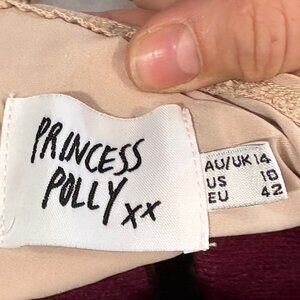 PRINCESS
POLLY xx
AU/UK 14
US 10
EU 42